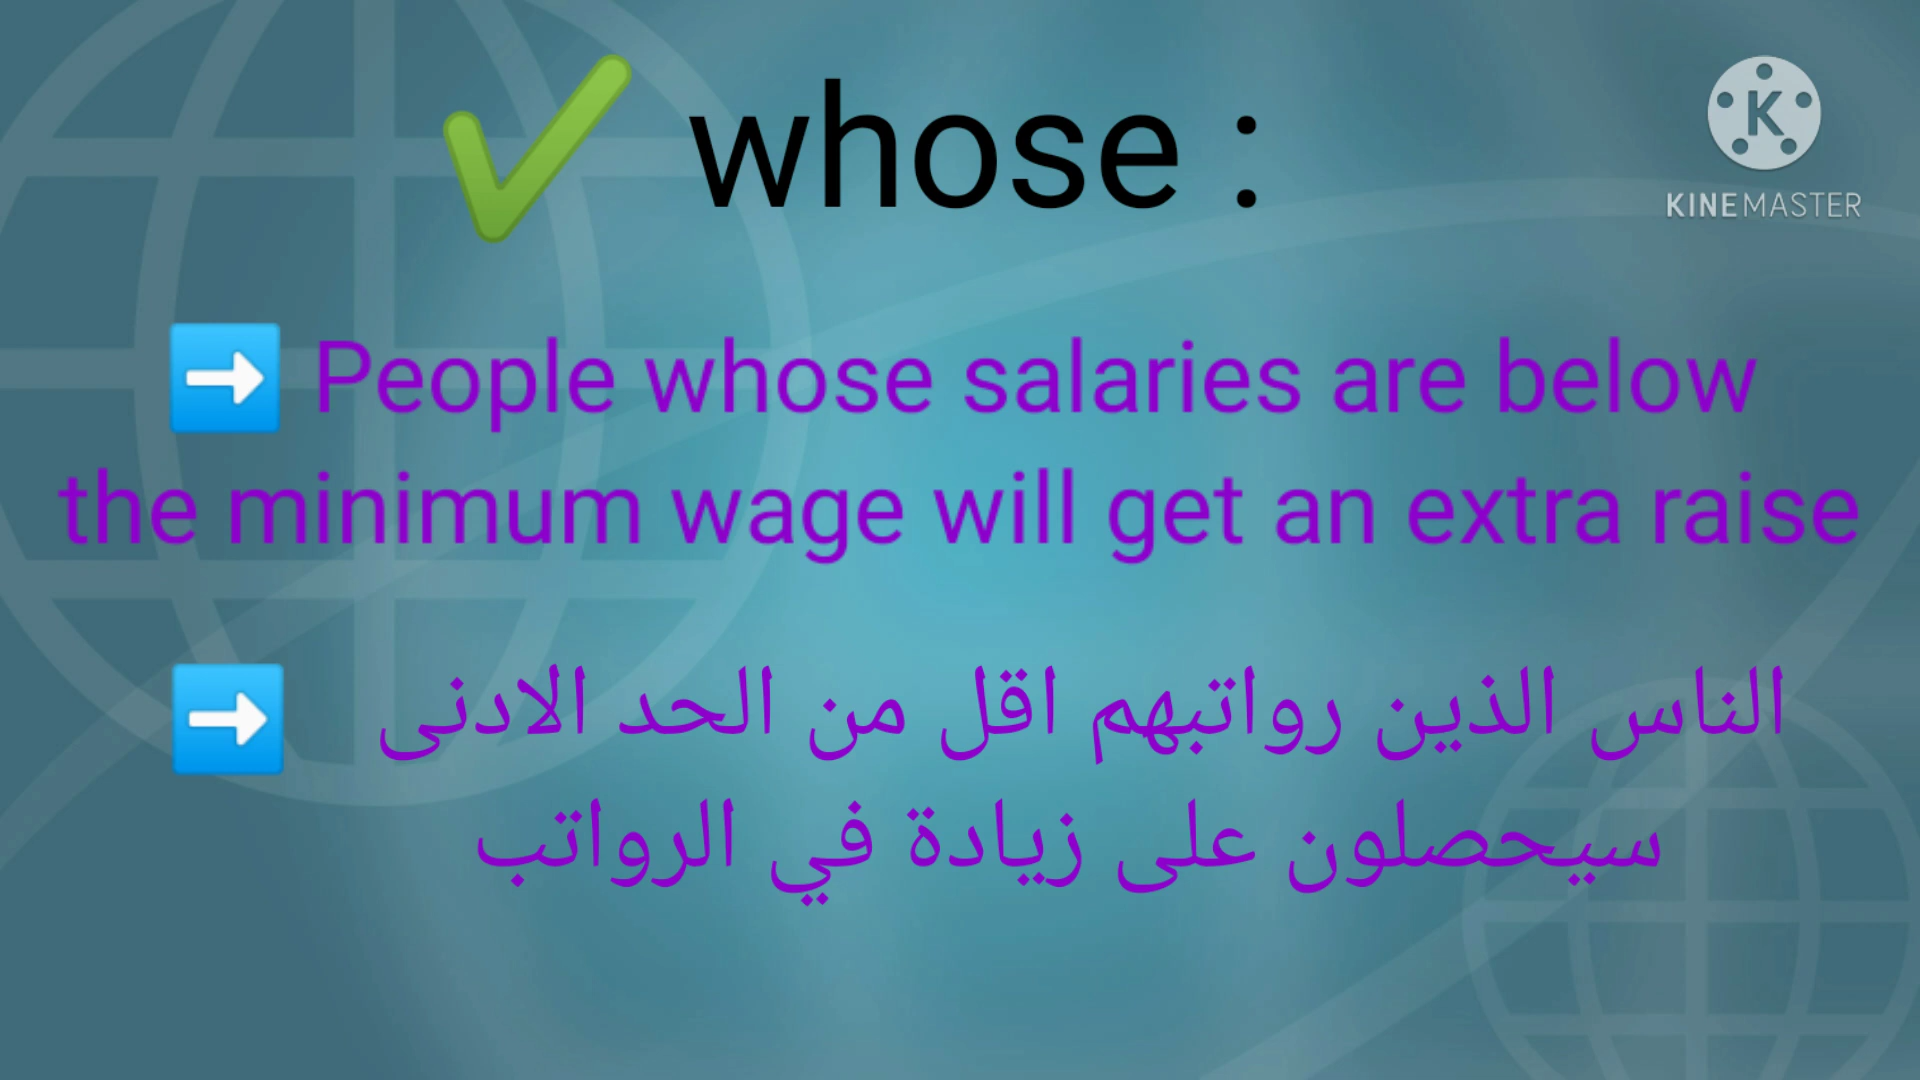 ✔ whose :
KINEMASTER
➡ People whose salaries are below
the minimum wage will get an extra raise
➡ الناس الذين رواتبهم اقل من الحد الادنى
سيحصلون على زيادة في الرواتب